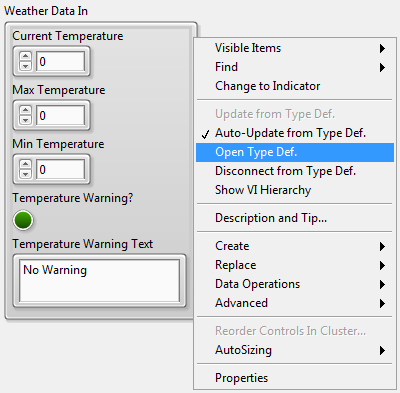 Weather Data In
Current Temperature
0
Max Temperature
0
Min Temperature
0
Temperature Warning?
Temperature Warning Text
No Warning
Visible Items
Find
Change to Indicator
Update from Type Def.
Auto-Update from Type Def.
Open Type Def.
Disconnect from Type Def.
Show VI Hierarchy
Description and Tip...
Create
Replace
Data Operations
Advanced
Reorder Controls In Cluster...
AutoSizing
Properties